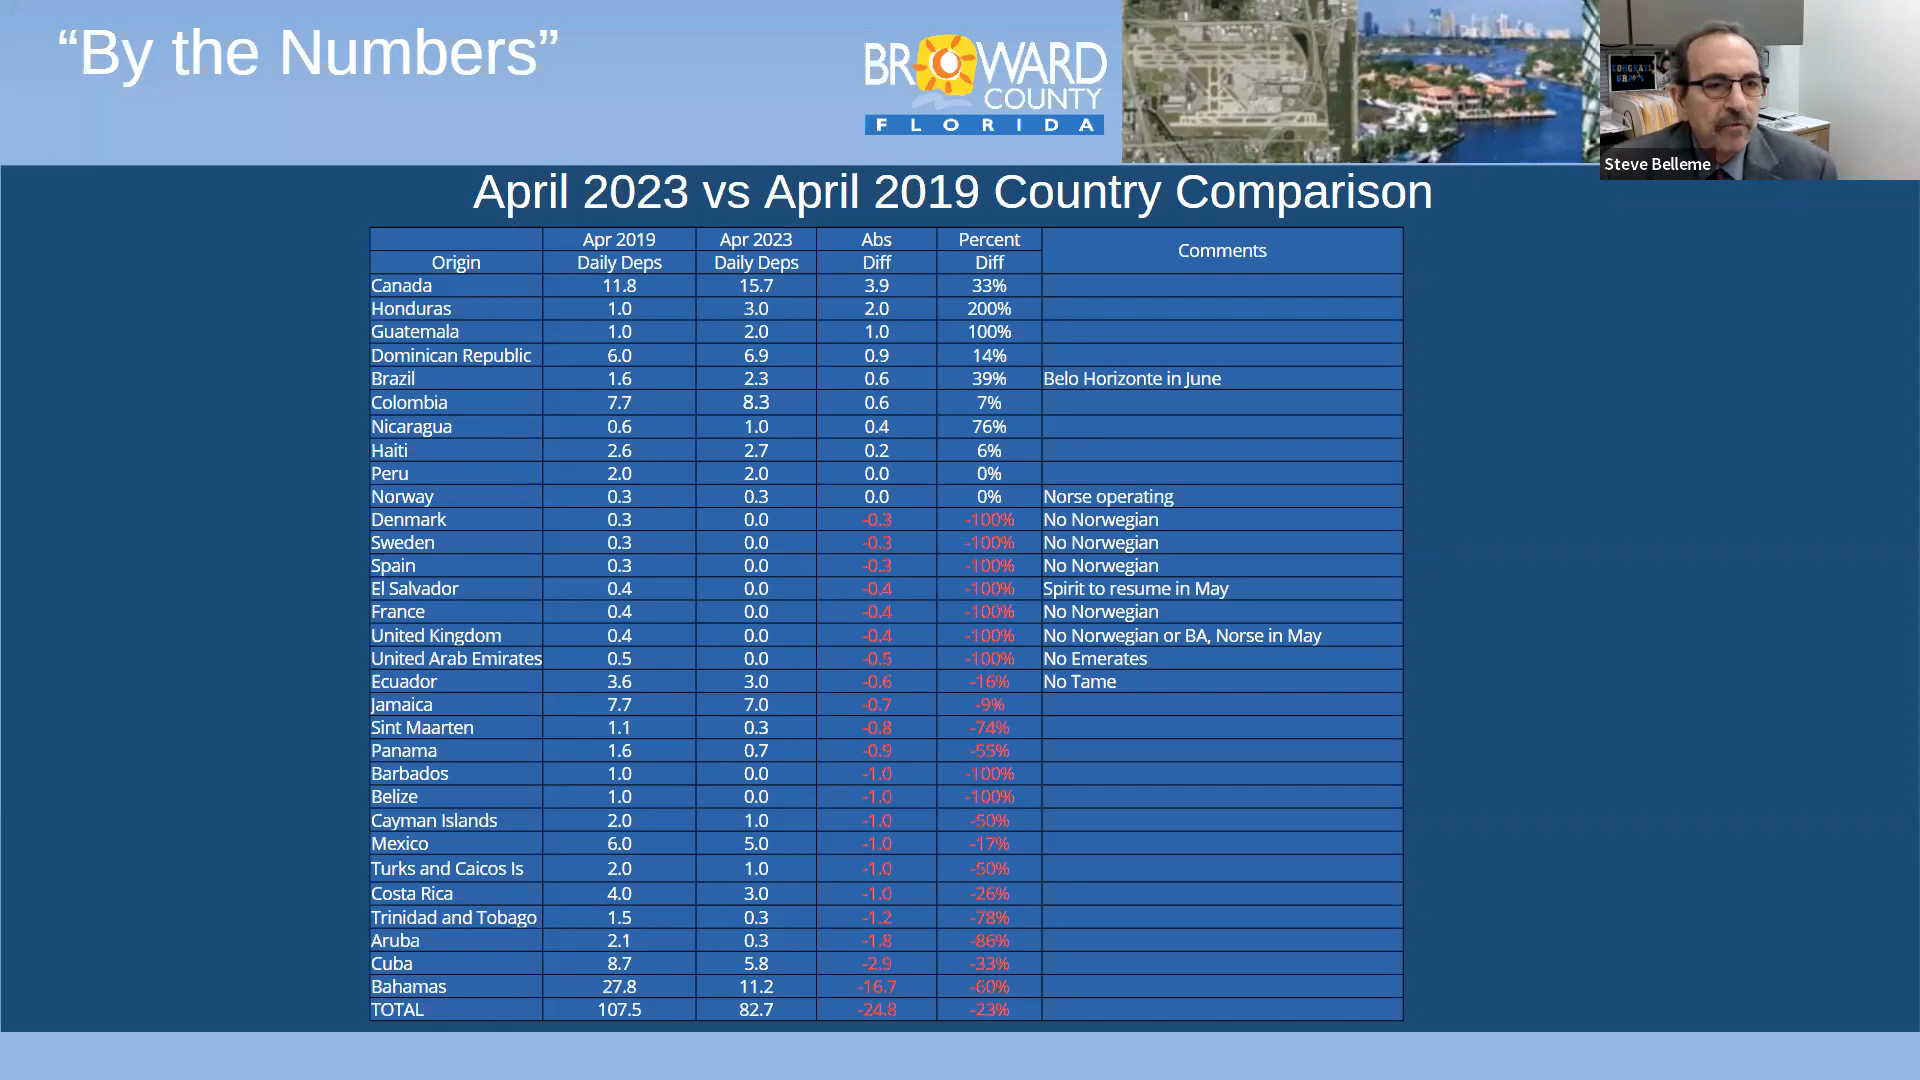 “By the Numbers”
BROWARD
COUNTY
FLORIDA
CONGRATS
Steve Belleme
April 2023 vs April 2019 Country Comparison
Apr 2019 Apr 2023 Abs Percent Comments
Origin Daily Deps Daily Deps Diff Diff
Canada 11.8 15.7 3.9 33%
Honduras 1.0 3.0 2.0 200%
Guatemala 1.0 2.0 1.0 100%
Dominican Republic 6.0 6.9 0.9 14%
Brazil 1.6 2.3 0.6 39% Belo Horizonte in June
Colombia 7.7 8.3 0.6 7%
Nicaragua 0.6 1.0 0.4 76%
Haiti 2.6 2.7 0.2 6%
Peru 2.0 2.0 0.0 0%
Norway 0.3 0.3 0.0 0% Norse operating
Denmark 0.3 0.0 -0.3 -100% No Norwegian
Sweden 0.3 0.0 -0.3 -100% No Norwegian
Spain 0.3 0.0 -0.3 -100% No Norwegian
El Salvador 0.4 0.0 -0.4 -100% Spirit to resume in May
France 0.4 0.0 -0.4 -100% No Norwegian
United Kingdom 0.4 0.0 -0.4 -100% No Norwegian or BA, Norse in May
United Arab Emirates 0.5 0.0 -0.5 -100% No Emerates
Ecuador 3.6 3.0 -0.6 -16% No Tame
Jamaica 7.7 7.0 -0.7 -9%
Sint Maarten 1.1 0.3 -0.8 -74%
Panama 1.6 0.7 -0.9 -55%
Barbados 1.0 0.0 -1.0 -100%
Belize 1.0 0.0 -1.0 -100%
Cayman Islands 2.0 1.0 -1.0 -50%
Mexico 6.0 5.0 -1.0 -17%
Turks and Caicos Is 2.0 1.0 -1.0 -50%
Costa Rica 4.0 3.0 -1.0 -26%
Trinidad and Tobago 1.5 0.3 -1.2 -78%
Aruba 2.1 0.3 -1.8 -86%
Cuba 8.7 5.8 -2.9 -33%
Bahamas 27.8 11.2 -16.7 -60%
TOTAL 107.5 82.7 -24.8 -23%